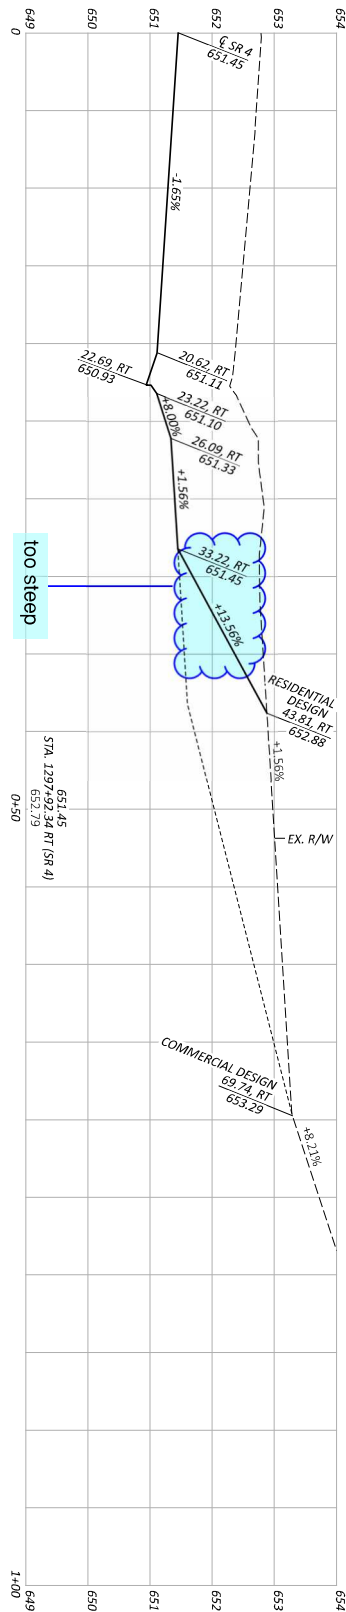 654
653
652
651
650
649
0
℄ SR 4
651.45
-1.65%
20.62, RT
651.11
22.69, RT
650.93
23.22, RT
651.10
+8.00%
26.09, RT
651.33
+1.56%
33.22, RT
651.45
+13.56%
too steep
RESIDENTIAL
DESIGN
43.81, RT
652.88
+1.56%
EX. R/W
0+50
651.45
652.79
STA. 1297+92.34 RT (SR 4)
COMMERCIAL DESIGN
69.74, RT
653.29
+8.21%
1+00
654
653
652
651
650
649